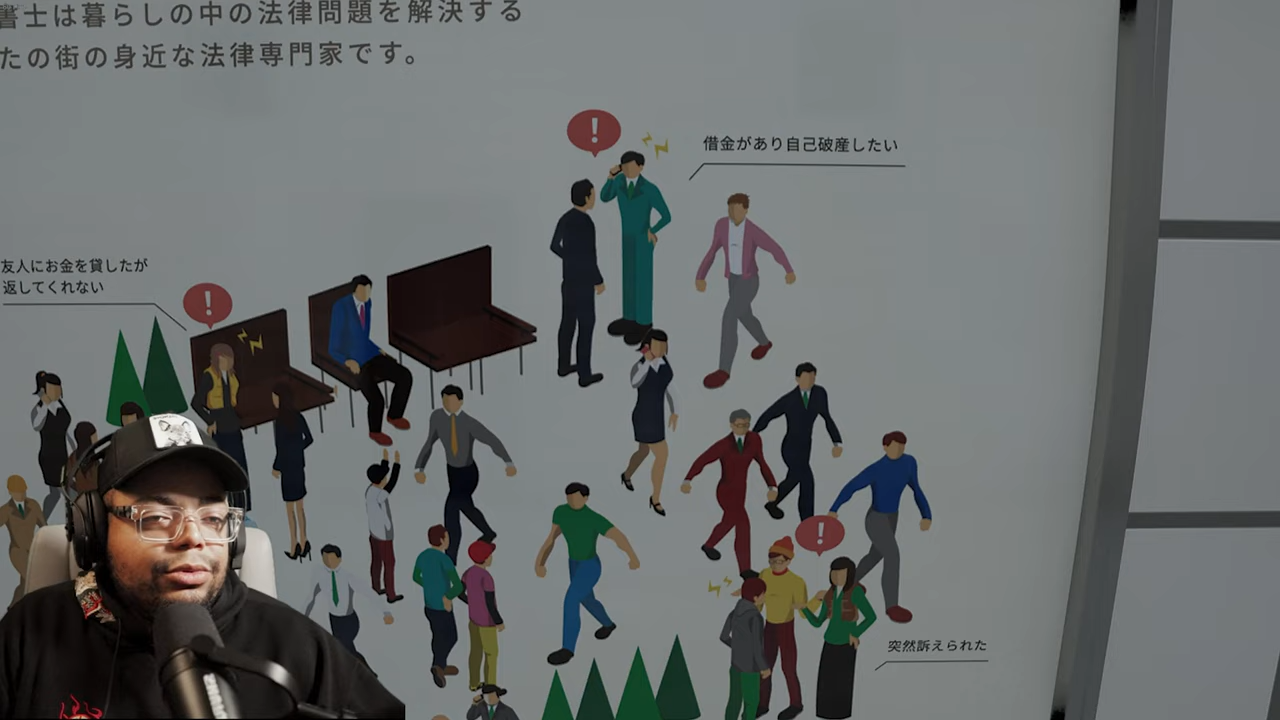 書士は暮らしの中の法律問題を解決する
たの街の身近な法律専門家です。
借金があり自己破産したい
友人にお金を貸したが
返してくれない
突然訴えられた